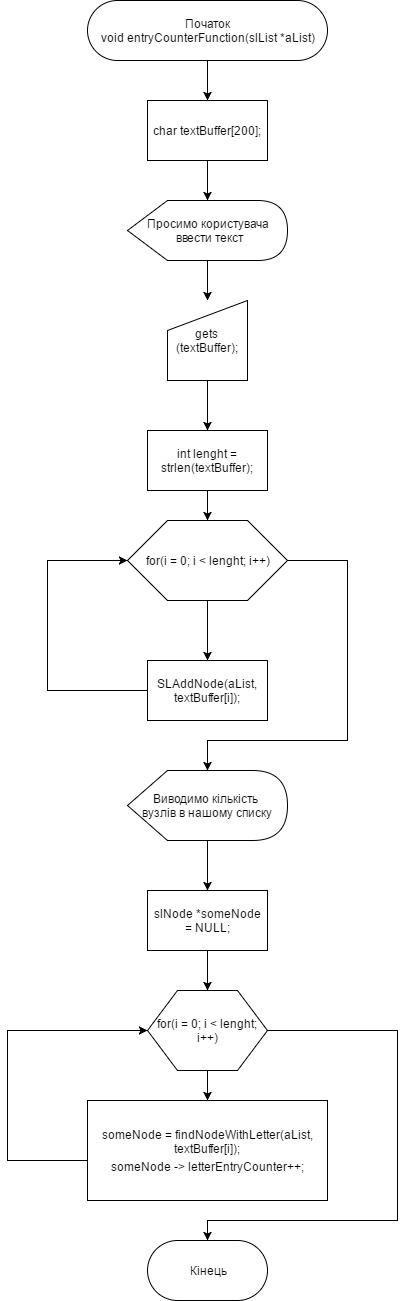 Початок
void entryCounterFunction(slList *aList)
char textBuffer[200];
Просимо користувача
ввести текст
gets
(textBuffer);
int lenght =
strlen(textBuffer);
for(i = 0; i < lenght; i++)
SLAddNode(aList,
textBuffer[i]);
Виводимо кількість
вузлів в нашому списку
slNode *someNode
= NULL;
for(i = 0; i < lenght;
i++)
someNode = findNodeWithLetter(aList,
textBuffer[i]);
someNode -> letterEntryCounter++;
Кінець